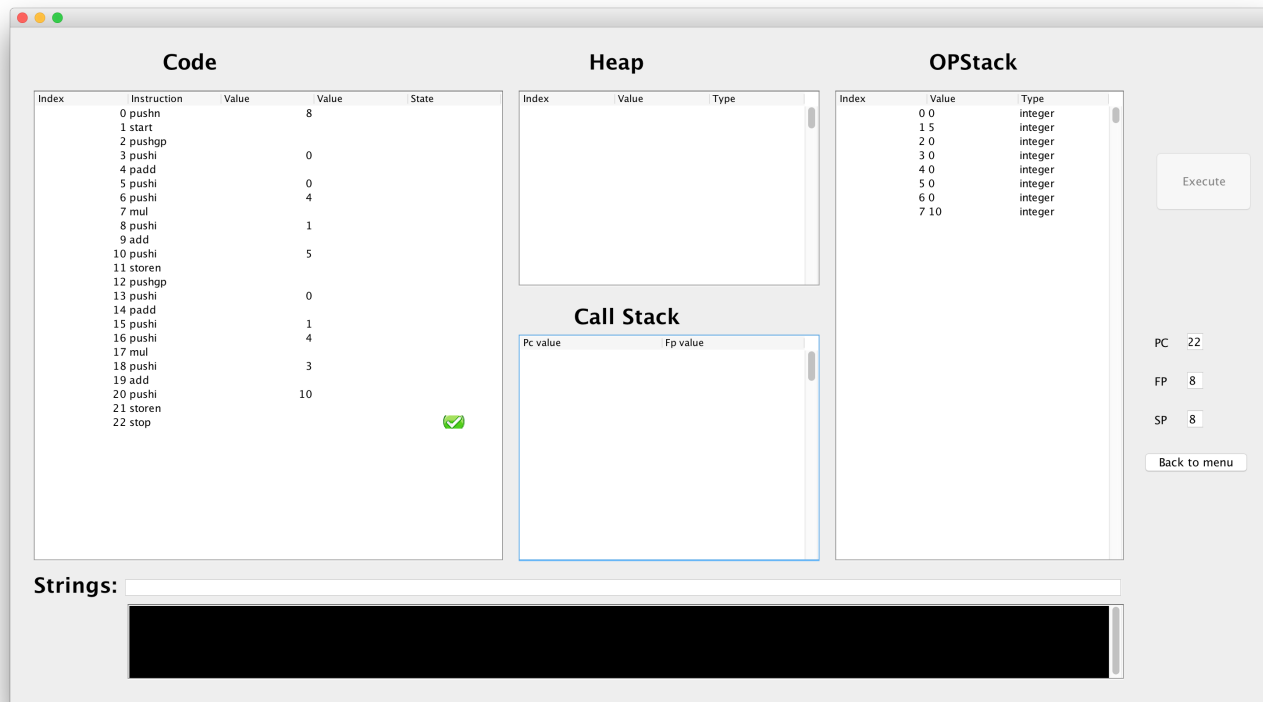 Code
Index Instruction Value Value State
0 pushn 8
1 start
2 pushgp
3 pushi 0
4 padd
5 pushi 0
6 pushi 4
7 mul
8 pushi 1
9 add
10 pushi 5
11 storen
12 pushgp
13 pushi 0
14 padd
15 pushi 1
16 pushi 4
17 mul
18 pushi 3
19 add
20 pushi 10
21 storen
22 stop
Heap
Index Value Type
Call Stack
Pc value Fp value
OPStack
Index Value Type
0 0 integer
1 5 integer
2 0 integer
3 0 integer
4 0 integer
5 0 integer
6 0 integer
7 10 integer
Execute
PC 22
FP 8
SP 8
Back to menu
Strings: